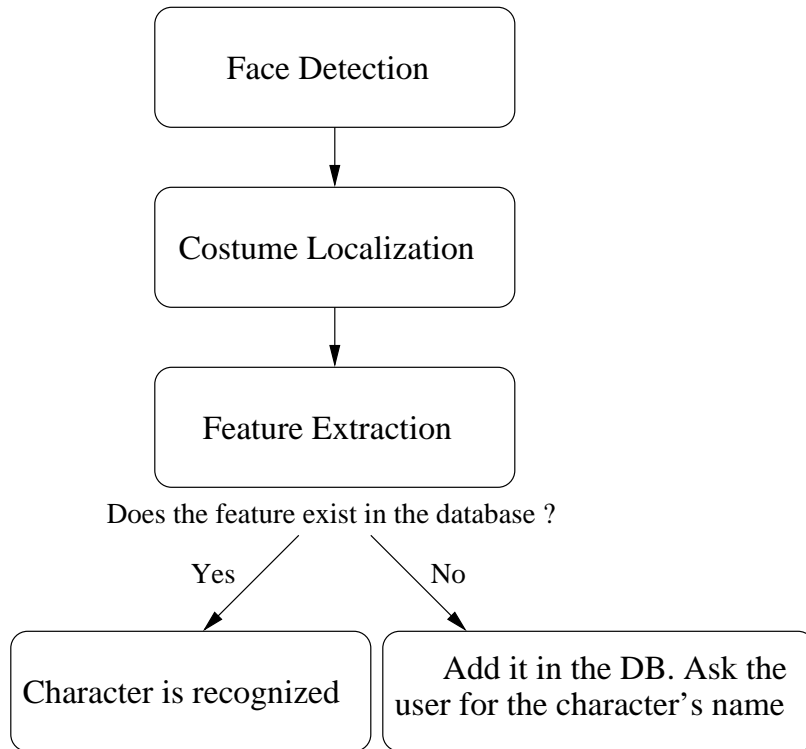 Face Detection
Costume Localization
Feature Extraction
Does the feature exist in the database ?
Yes
No
Character is recognized
Add it in the DB. Ask the
user for the character’s name